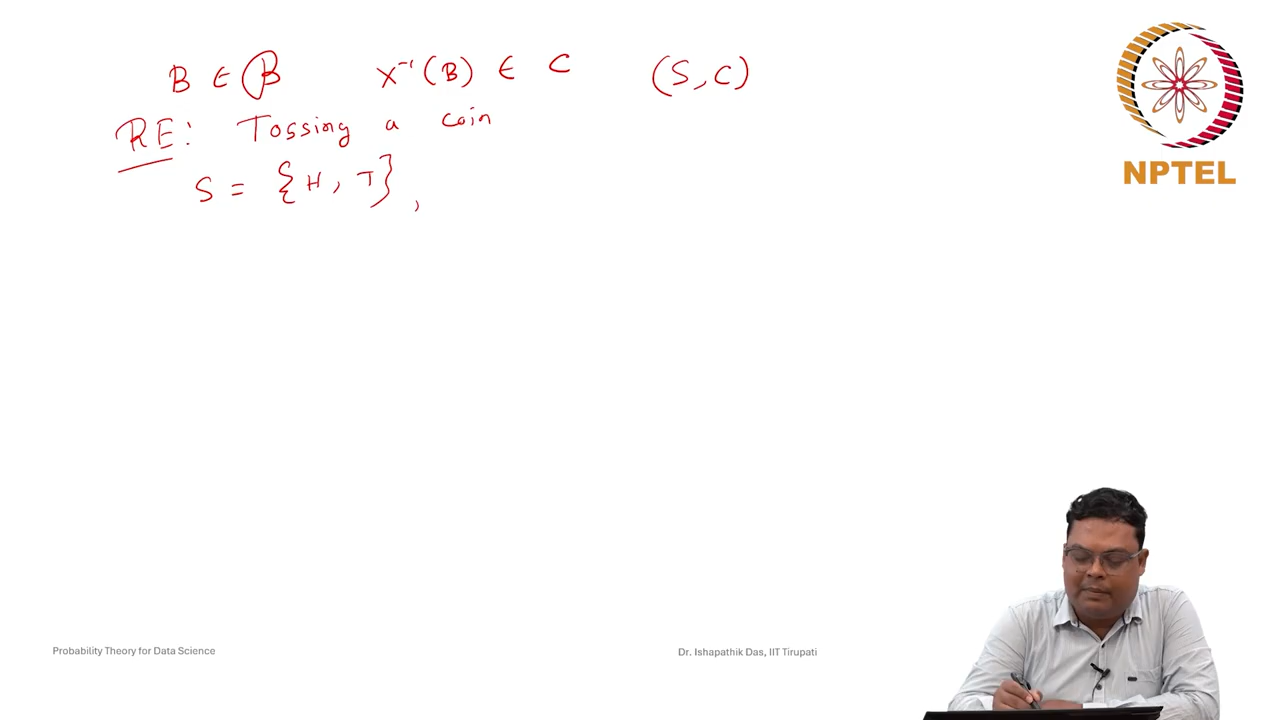 B ∈ ℬ X⁻¹(B) ∈ C (S, C)
RE: Tossing a coin
S = {H, T},
NPTEL
Probability Theory for Data Science
Dr. Ishapathik Das, IIT Tirupati